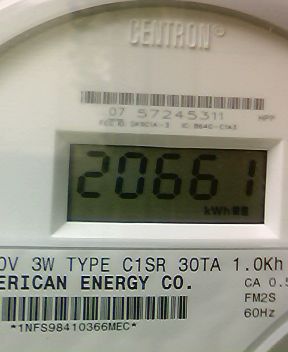 CENTRON®
07 57245311 HPP
20661
kWh
0V 3W TYPE C1SR 30TA 1.0Kh
ERICAN ENERGY CO. CA 0.5
FM2S
*1NFS98410366MEC* 60Hz